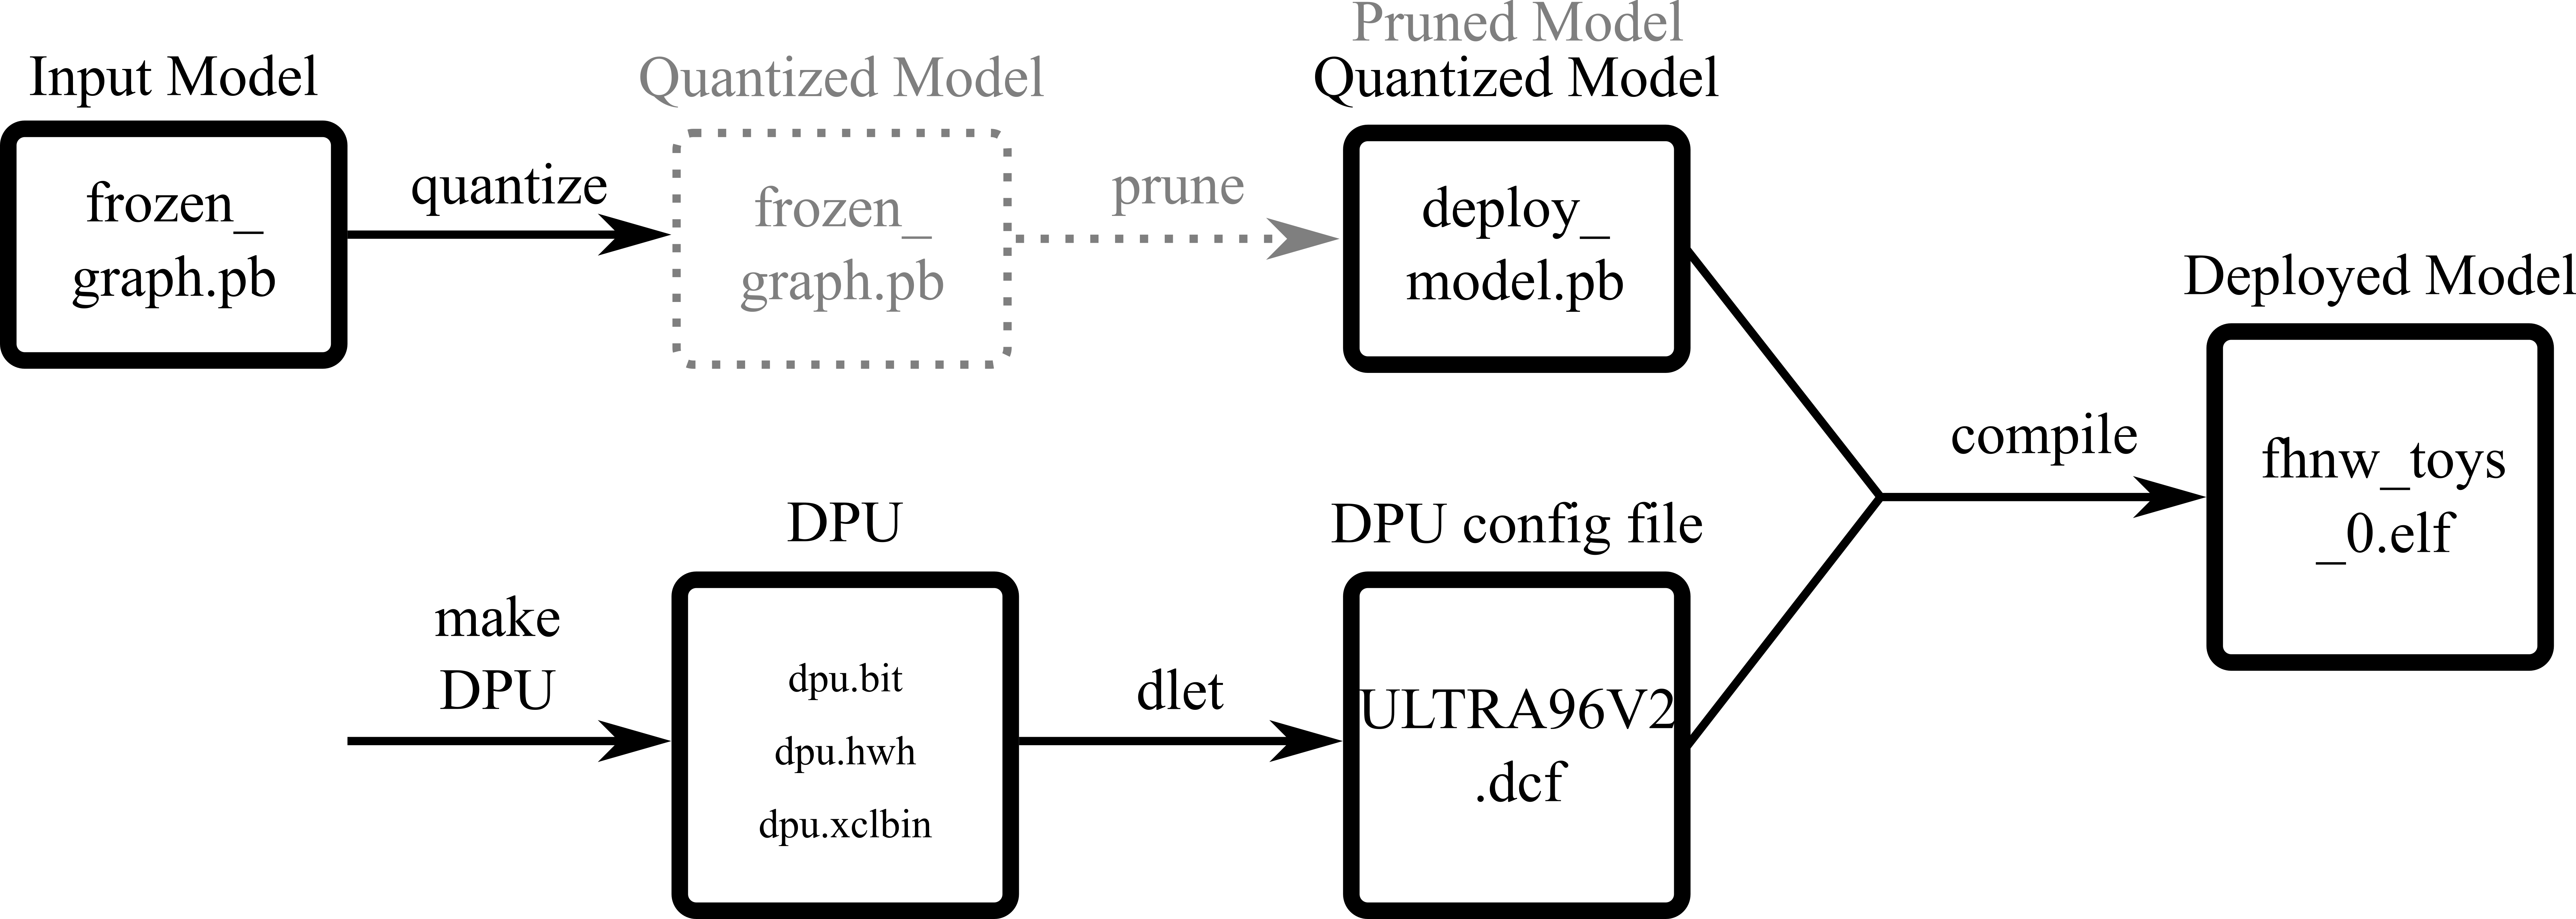 Input Model
frozen_
graph.pb
quantize
Quantized Model
frozen_
graph.pb
prune
Pruned Model
Quantized Model
deploy_
model.pb
make
DPU
DPU
dpu.bit
dpu.hwh
dpu.xclbin
dlet
DPU config file
ULTRA96V2
.dcf
compile
Deployed Model
fhnw_toys
_0.elf